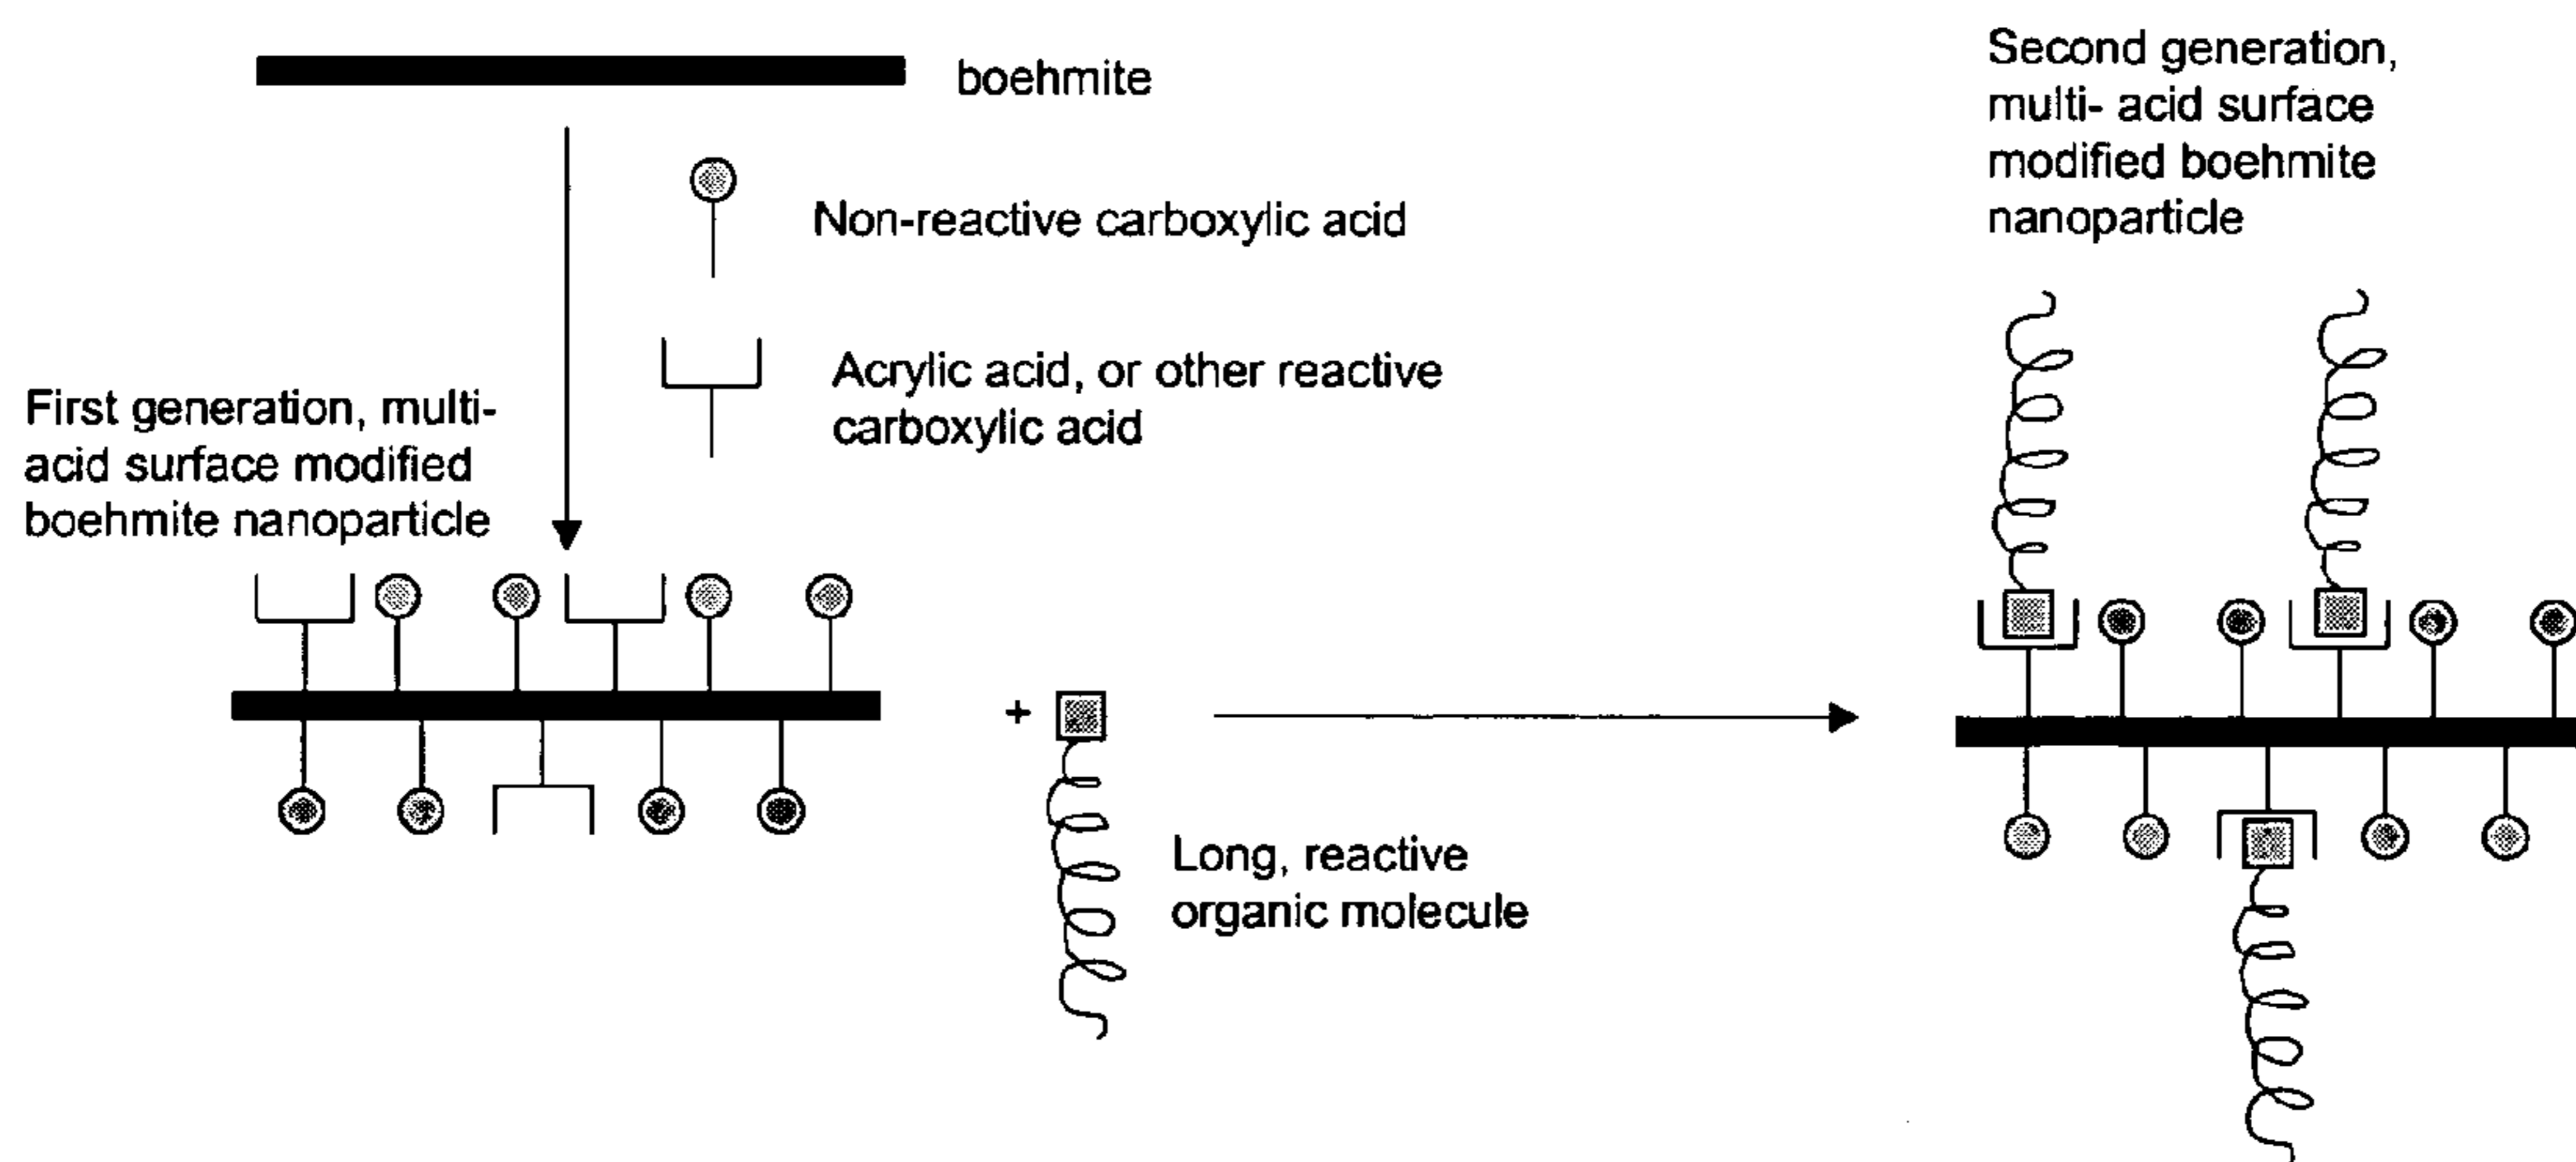 boehmite
Non-reactive carboxylic acid
Acrylic acid, or other reactive
carboxylic acid
First generation, multi-
acid surface modified
boehmite nanoparticle
+
Long, reactive
organic molecule
Second generation,
multi- acid surface
modified boehmite
nanoparticle